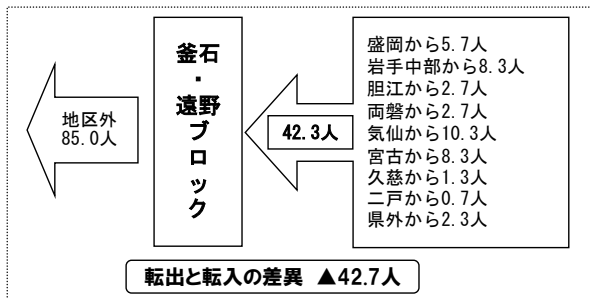 地区外
85.0人
釜石
・
遠野
ブロック
42.3人
盛岡から5.7人
岩手中部から8.3人
胆江から2.7人
両磐から2.7人
気仙から10.3人
宮古から8.3人
久慈から1.3人
二戸から0.7人
県外から2.3人
転出と転入の差異 ▲42.7人